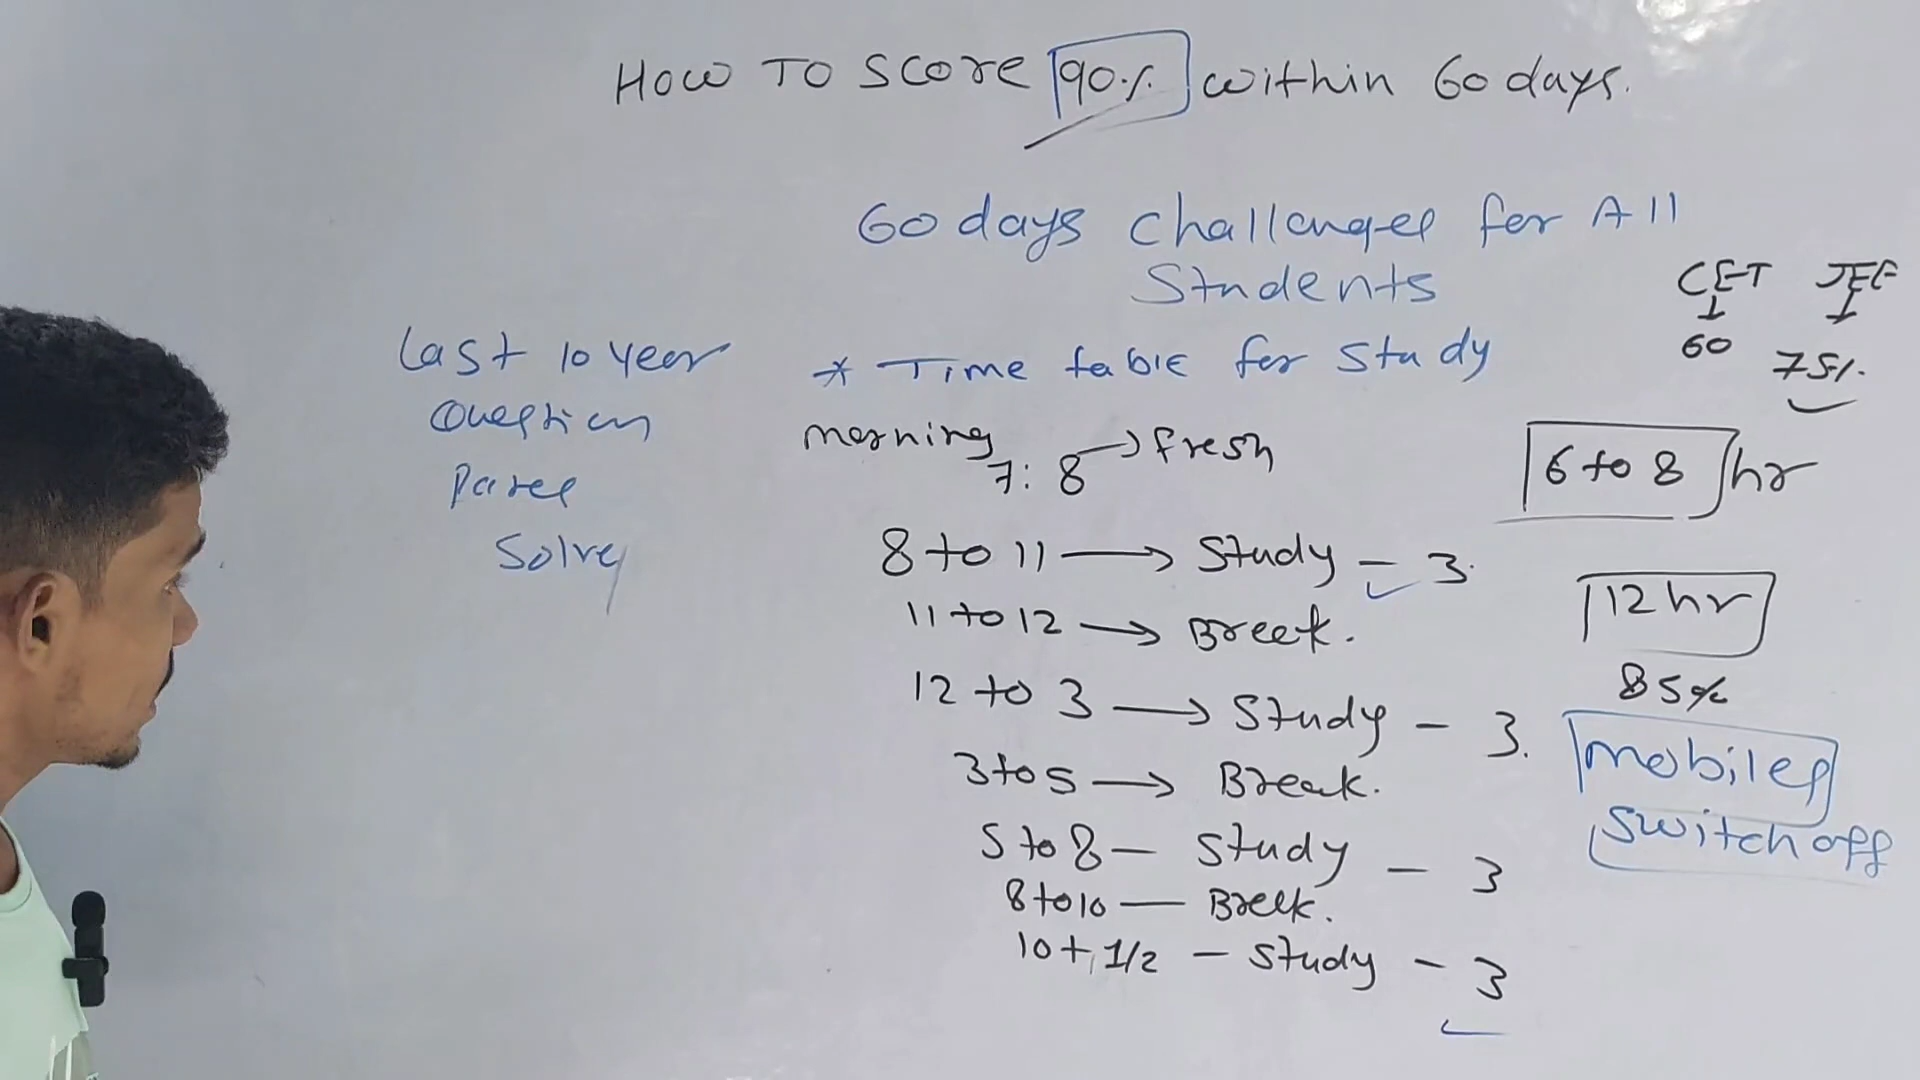 How TO SCORE 90% within 60 days.
60 days challenges for All
Students
CET JEE
60 75%.
Last 10 Year
Question
Pares
Solve
* Time table for Study
morning
7: 8 → fresh
8 to 11 → Study - 3.
11 to 12 → Break.
12 to 3 → Study - 3.
3 to 5 → Break.
5 to 8 - Study - 3
8 to 10 - Break.
10 t 1/2 - Study - 3
6 to 8 hr
12 hr
85%
mobiles
switch off